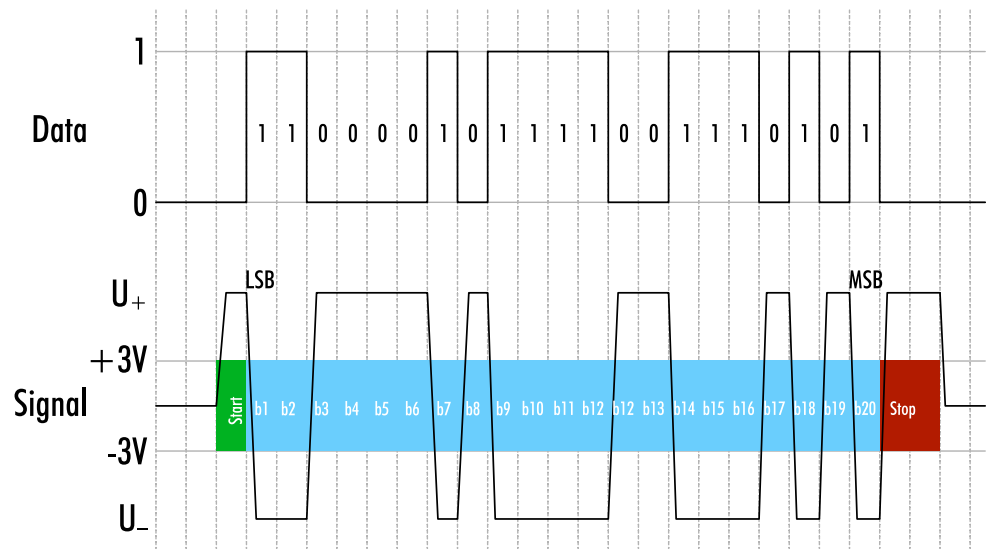 1
Data
1 1 0 0 0 0 1 0 1 1 1 1 0 0 1 1 1 0 1 0 1
0
LSB
MSB
U+
+3V
Signal
Start b1 b2 b3 b4 b5 b6 b7 b8 b9 b10 b11 b12 b12 b13 b14 b15 b16 b17 b18 b19 b20 Stop
-3V
U_